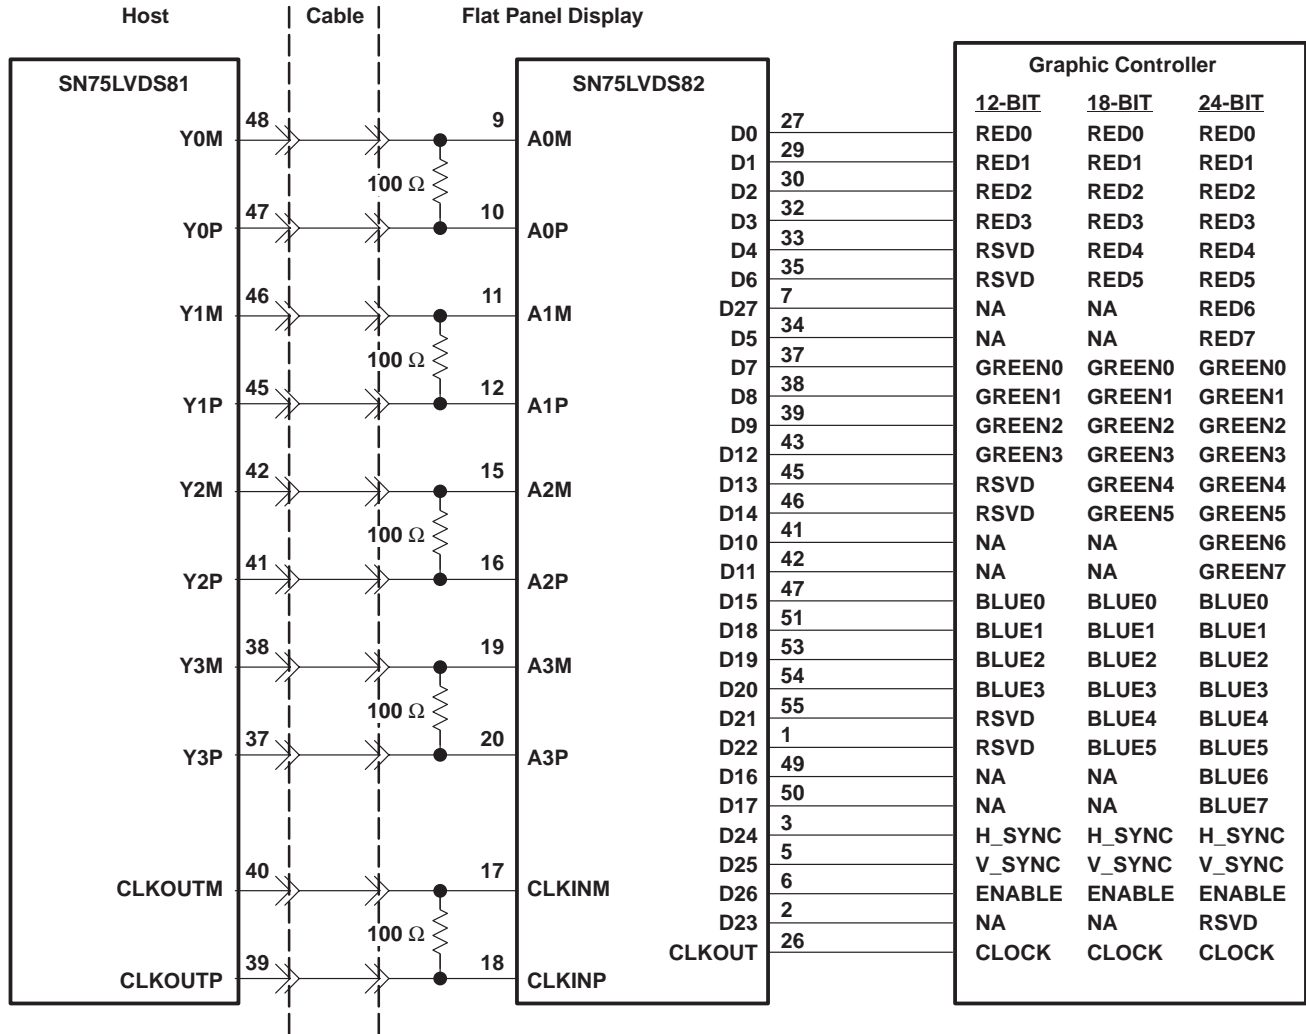 Host Cable Flat Panel Display
SN75LVDS81
Y0M 48
Y0P 47
Y1M 46
Y1P 45
Y2M 42
Y2P 41
Y3M 38
Y3P 37
CLKOUTM 40
CLKOUTP 39
100 Ω
100 Ω
100 Ω
100 Ω
100 Ω
SN75LVDS82
9 A0M
10 A0P
11 A1M
12 A1P
15 A2M
16 A2P
19 A3M
20 A3P
17 CLKINM
18 CLKINP
D0 27
D1 29
D2 30
D3 32
D4 33
D6 35
D27 7
D5 34
D7 37
D8 38
D9 39
D12 43
D13 45
D14 46
D10 41
D11 42
D15 47
D18 51
D19 53
D20 54
D21 55
D22 1
D16 49
D17 50
D24 3
D25 5
D26 6
D23 2
CLKOUT 26
Graphic Controller
12-BIT 18-BIT 24-BIT
RED0 RED0 RED0
RED1 RED1 RED1
RED2 RED2 RED2
RED3 RED3 RED3
RSVD RED4 RED4
RSVD RED5 RED5
NA NA RED6
NA NA RED7
GREEN0 GREEN0 GREEN0
GREEN1 GREEN1 GREEN1
GREEN2 GREEN2 GREEN2
GREEN3 GREEN3 GREEN3
RSVD GREEN4 GREEN4
RSVD GREEN5 GREEN5
NA NA GREEN6
NA NA GREEN7
BLUE0 BLUE0 BLUE0
BLUE1 BLUE1 BLUE1
BLUE2 BLUE2 BLUE2
BLUE3 BLUE3 BLUE3
RSVD BLUE4 BLUE4
RSVD BLUE5 BLUE5
NA NA BLUE6
NA NA BLUE7
H_SYNC H_SYNC H_SYNC
V_SYNC V_SYNC V_SYNC
ENABLE ENABLE ENABLE
NA NA RSVD
CLOCK CLOCK CLOCK